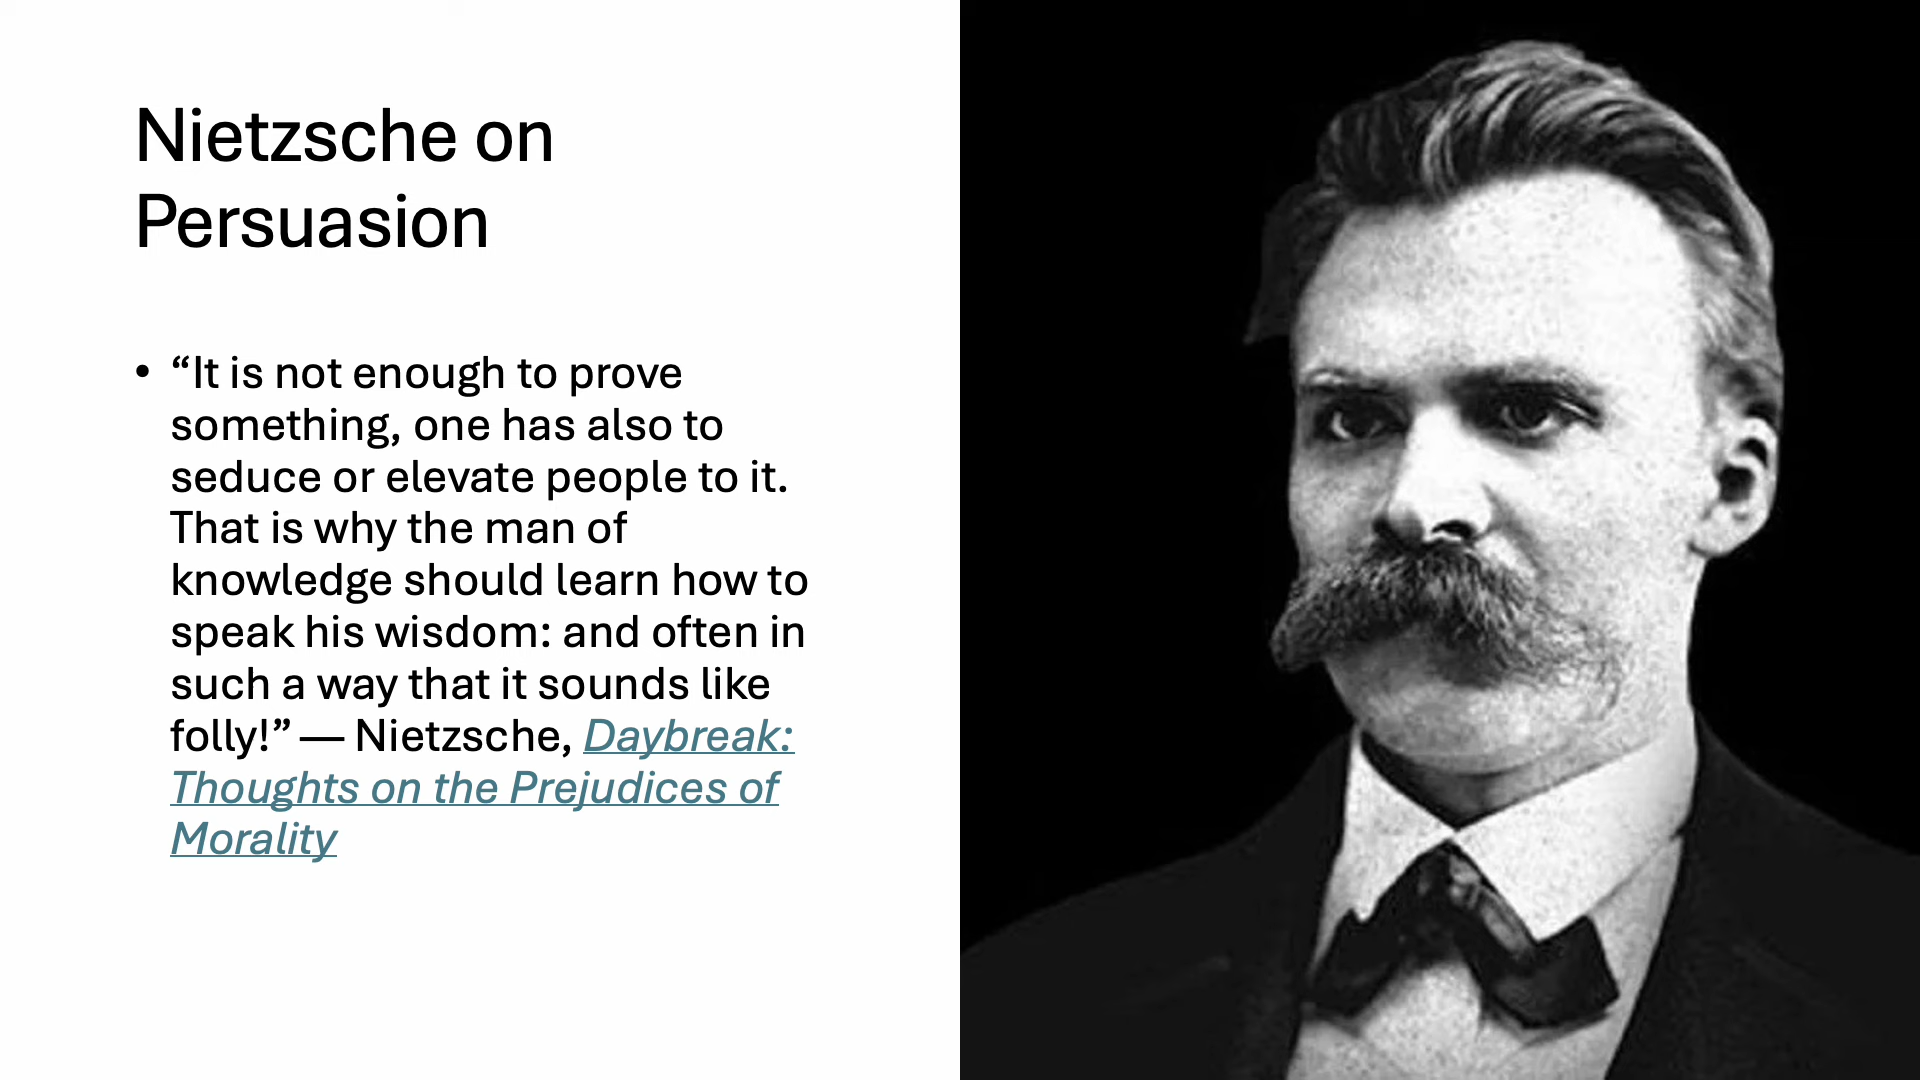 Nietzsche on
Persuasion
• “It is not enough to prove
something, one has also to
seduce or elevate people to it.
That is why the man of
knowledge should learn how to
speak his wisdom: and often in
such a way that it sounds like
folly!” — Nietzsche, Daybreak:
Thoughts on the Prejudices of
Morality